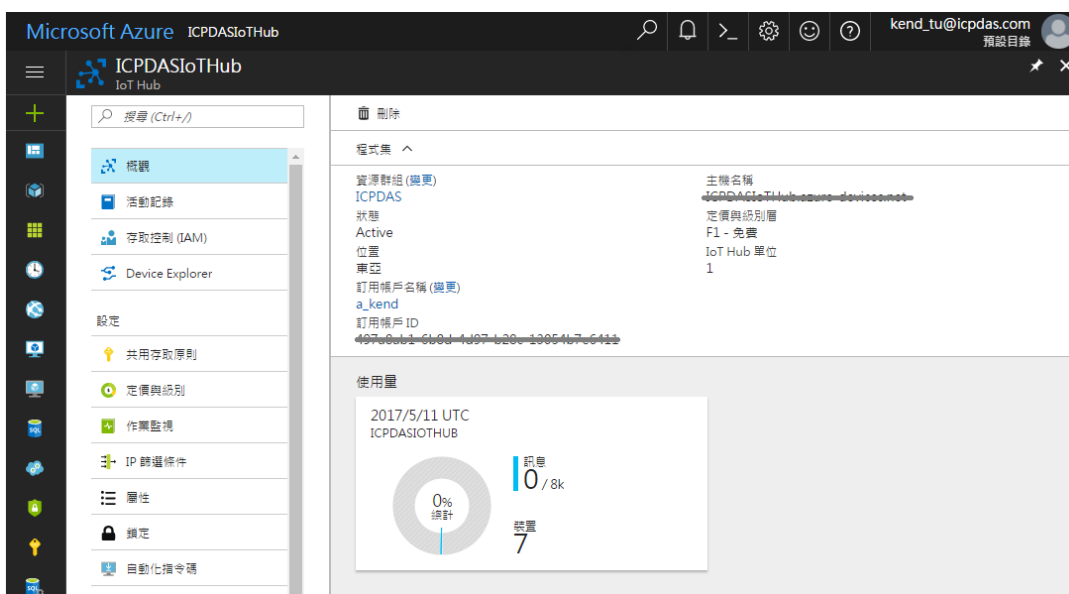 Microsoft Azure ICPDASIoTHub
kend_tu@icpdas.com
預設目錄
ICPDASIoTHub
IoT Hub
搜尋 (Ctrl+/)
概觀
活動記錄
存取控制 (IAM)
Device Explorer
設定
共用存取原則
定價與級別
作業監視
IP 篩選條件
屬性
鎖定
自動化指令碼
刪除
程式集
資源群組 (變更)
ICPDAS
狀態
Active
位置
東亞
訂用帳戶名稱 (變更)
a_kend
訂用帳戶 ID
主機名稱
定價與級別層
F1 - 免費
IoT Hub 單位
1
使用量
2017/5/11 UTC
ICPDASIOTHUB
0%
總計
訊息
0 / 8k
裝置
7